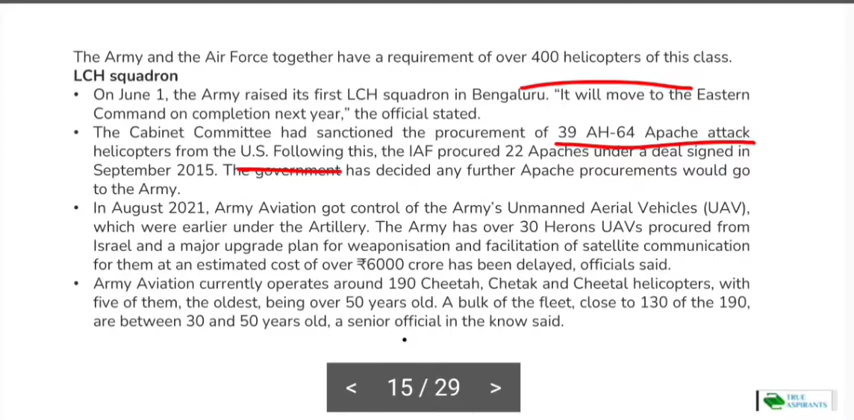 The Army and the Air Force together have a requirement of over 400 helicopters of this class.
LCH squadron
• On June 1, the Army raised its first LCH squadron in Bengaluru. "It will move to the Eastern
Command on completion next year," the official stated.
• The Cabinet Committee had sanctioned the procurement of 39 AH-64 Apache attack
helicopters from the U.S. Following this, the IAF procured 22 Apaches under a deal signed in
September 2015. The government has decided any further Apache procurements would go
to the Army.
• In August 2021, Army Aviation got control of the Army's Unmanned Aerial Vehicles (UAV),
which were earlier under the Artillery. The Army has over 30 Herons UAVs procured from
Israel and a major upgrade plan for weaponisation and facilitation of satellite communication
for them at an estimated cost of over ₹6000 crore has been delayed, officials said.
• Army Aviation currently operates around 190 Cheetah, Chetak and Cheetal helicopters, with
five of them, the oldest, being over 50 years old. A bulk of the fleet, close to 130 of the 190,
are between 30 and 50 years old, a senior official in the know said.
< 15 / 29 >
TRUE
ASPIRANTS